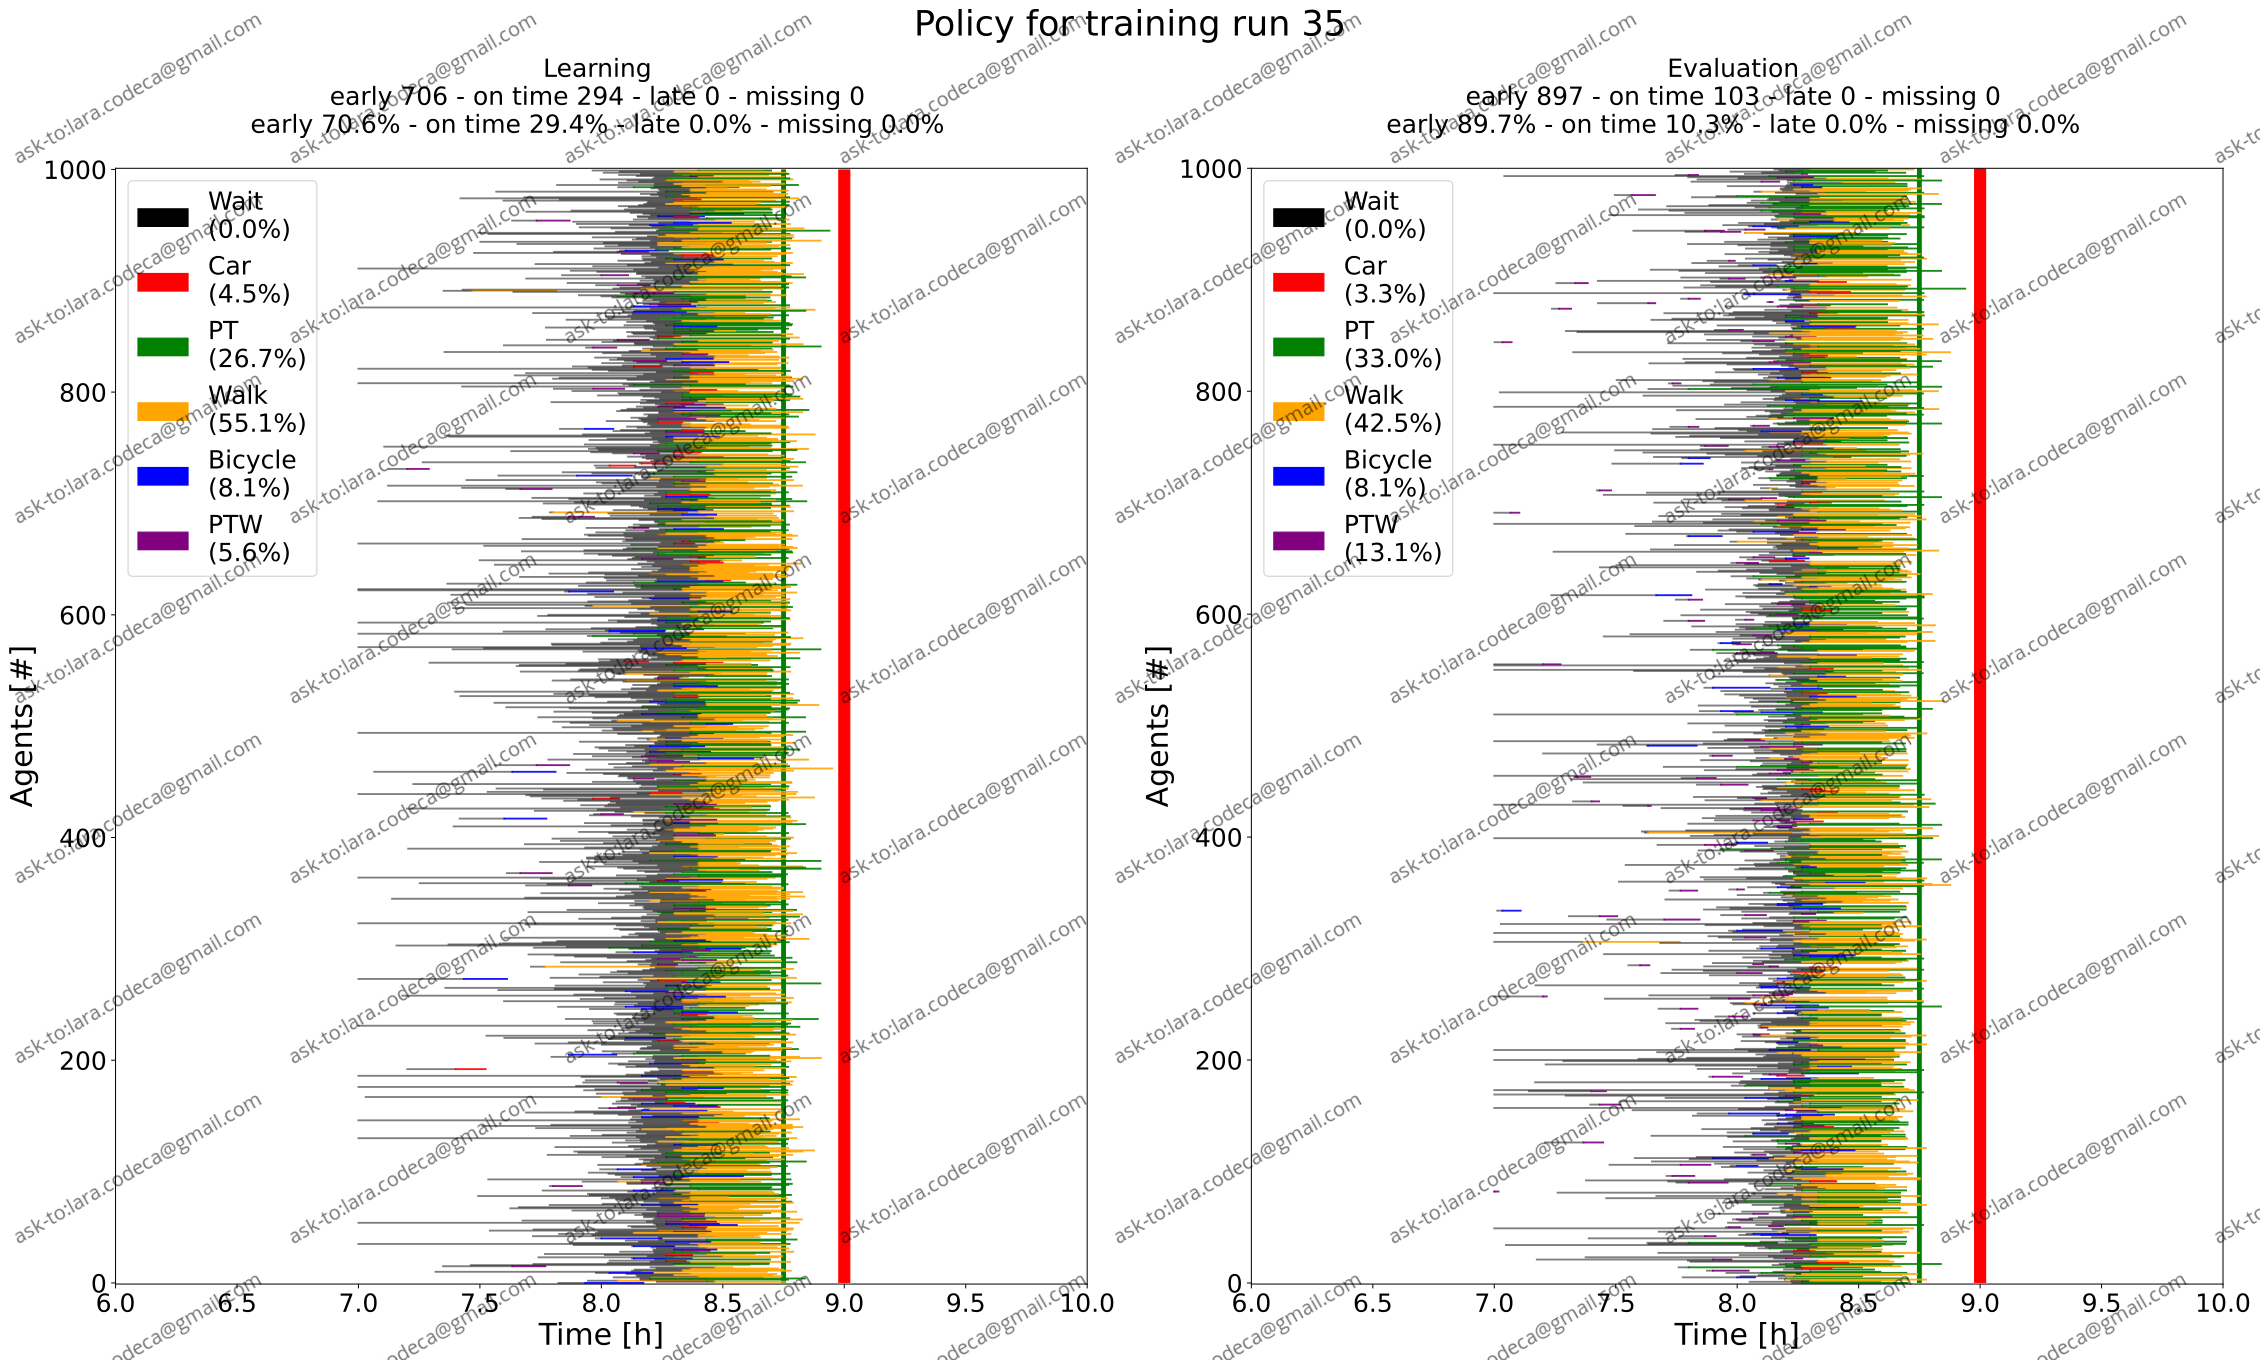 Policy for training run 35
Learning
early 706 - on time 294 - late 0 - missing 0
early 70.6% - on time 29.4% - late 0.0% - missing 0.0%
Wait
(0.0%)
Car
(4.5%)
PT
(26.7%)
Walk
(55.1%)
Bicycle
(8.1%)
PTW
(5.6%)
Agents [#]
1000
800
600
400
200
0
6.0 6.5 7.0 7.5 8.0 8.5 9.0 9.5 10.0
Time [h]
Evaluation
early 897 - on time 103 - late 0 - missing 0
early 89.7% - on time 10.3% - late 0.0% - missing 0.0%
Wait
(0.0%)
Car
(3.3%)
PT
(33.0%)
Walk
(42.5%)
Bicycle
(8.1%)
PTW
(13.1%)
Agents [#]
1000
800
600
400
200
0
6.0 6.5 7.0 7.5 8.0 8.5 9.0 9.5 10.0
Time [h]
ask-to:lara.codeca@gmail.com